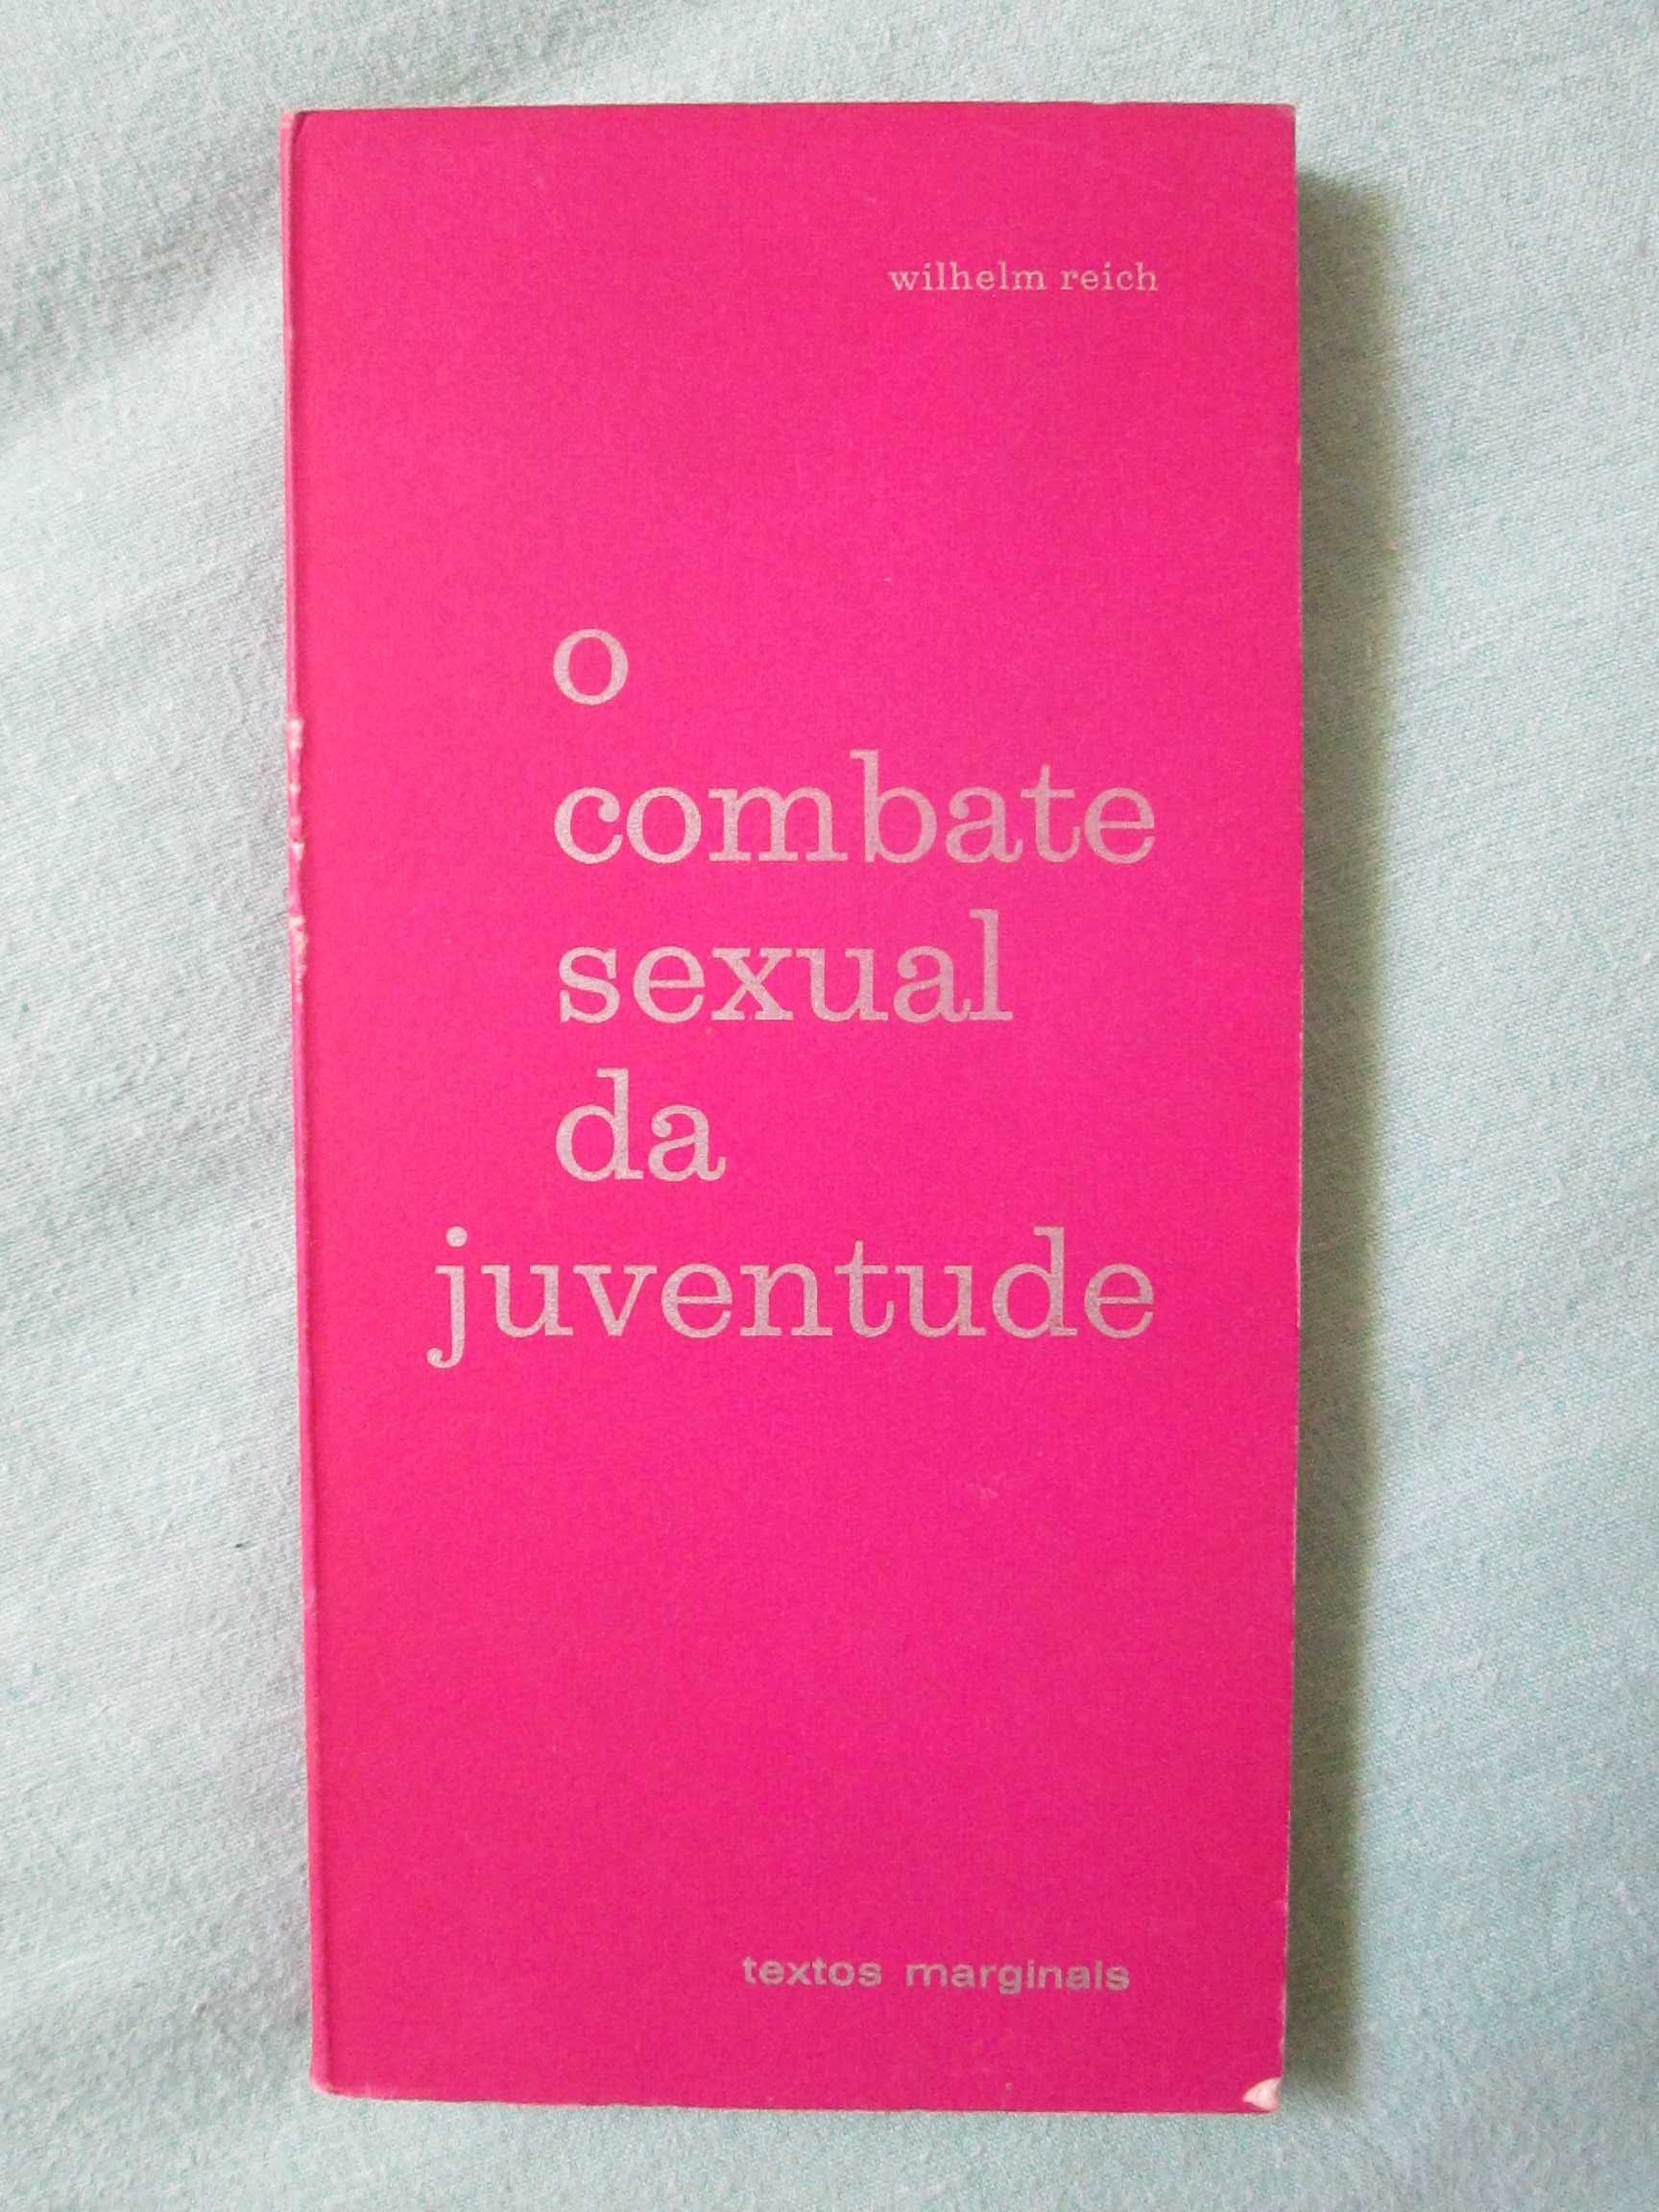 wilhelm reich
o
combate
sexual
da
juventude
textos marginais